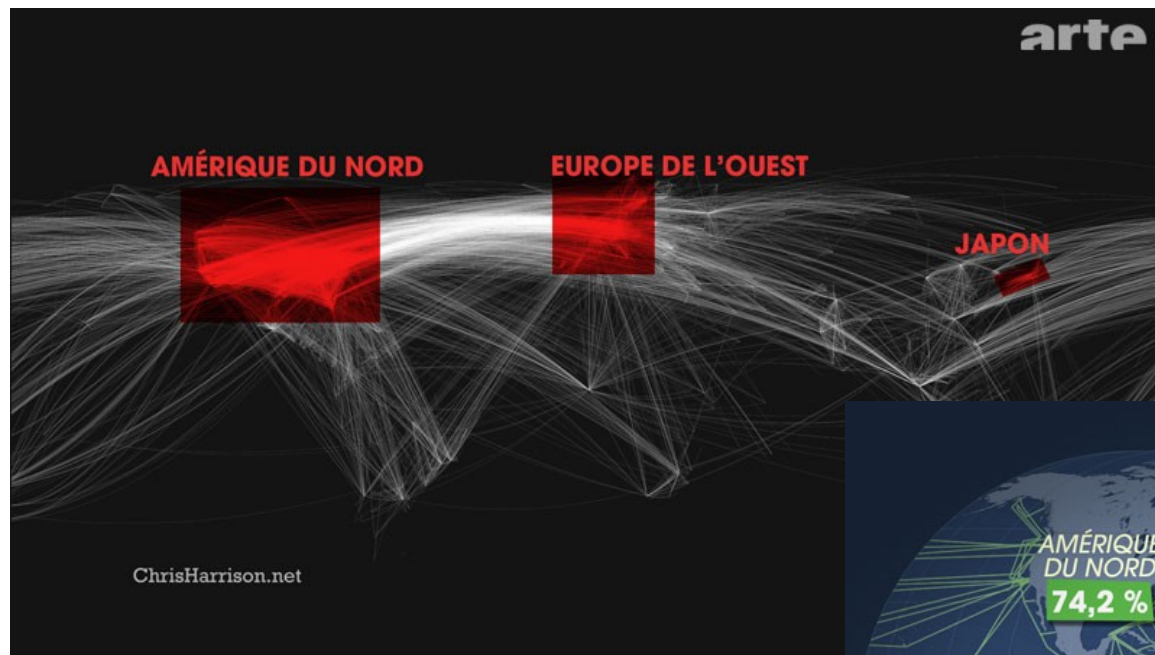 arte
AMÉRIQUE DU NORD
EUROPE DE L'OUEST
JAPON
ChrisHarrison.net
AMÉRIQUE
DU NORD
74,2 %